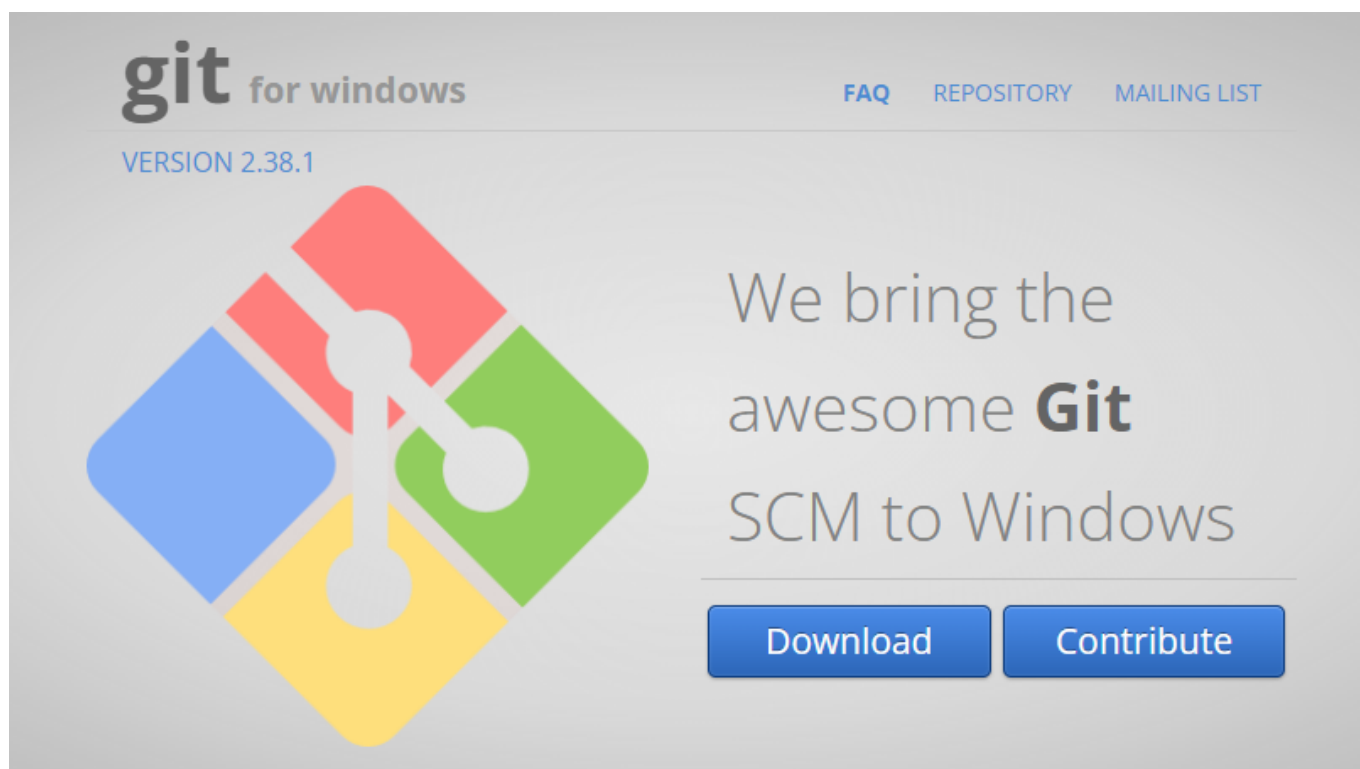 git for windows
FAQ REPOSITORY MAILING LIST
VERSION 2.38.1
We bring the
awesome Git
SCM to Windows
Download Contribute